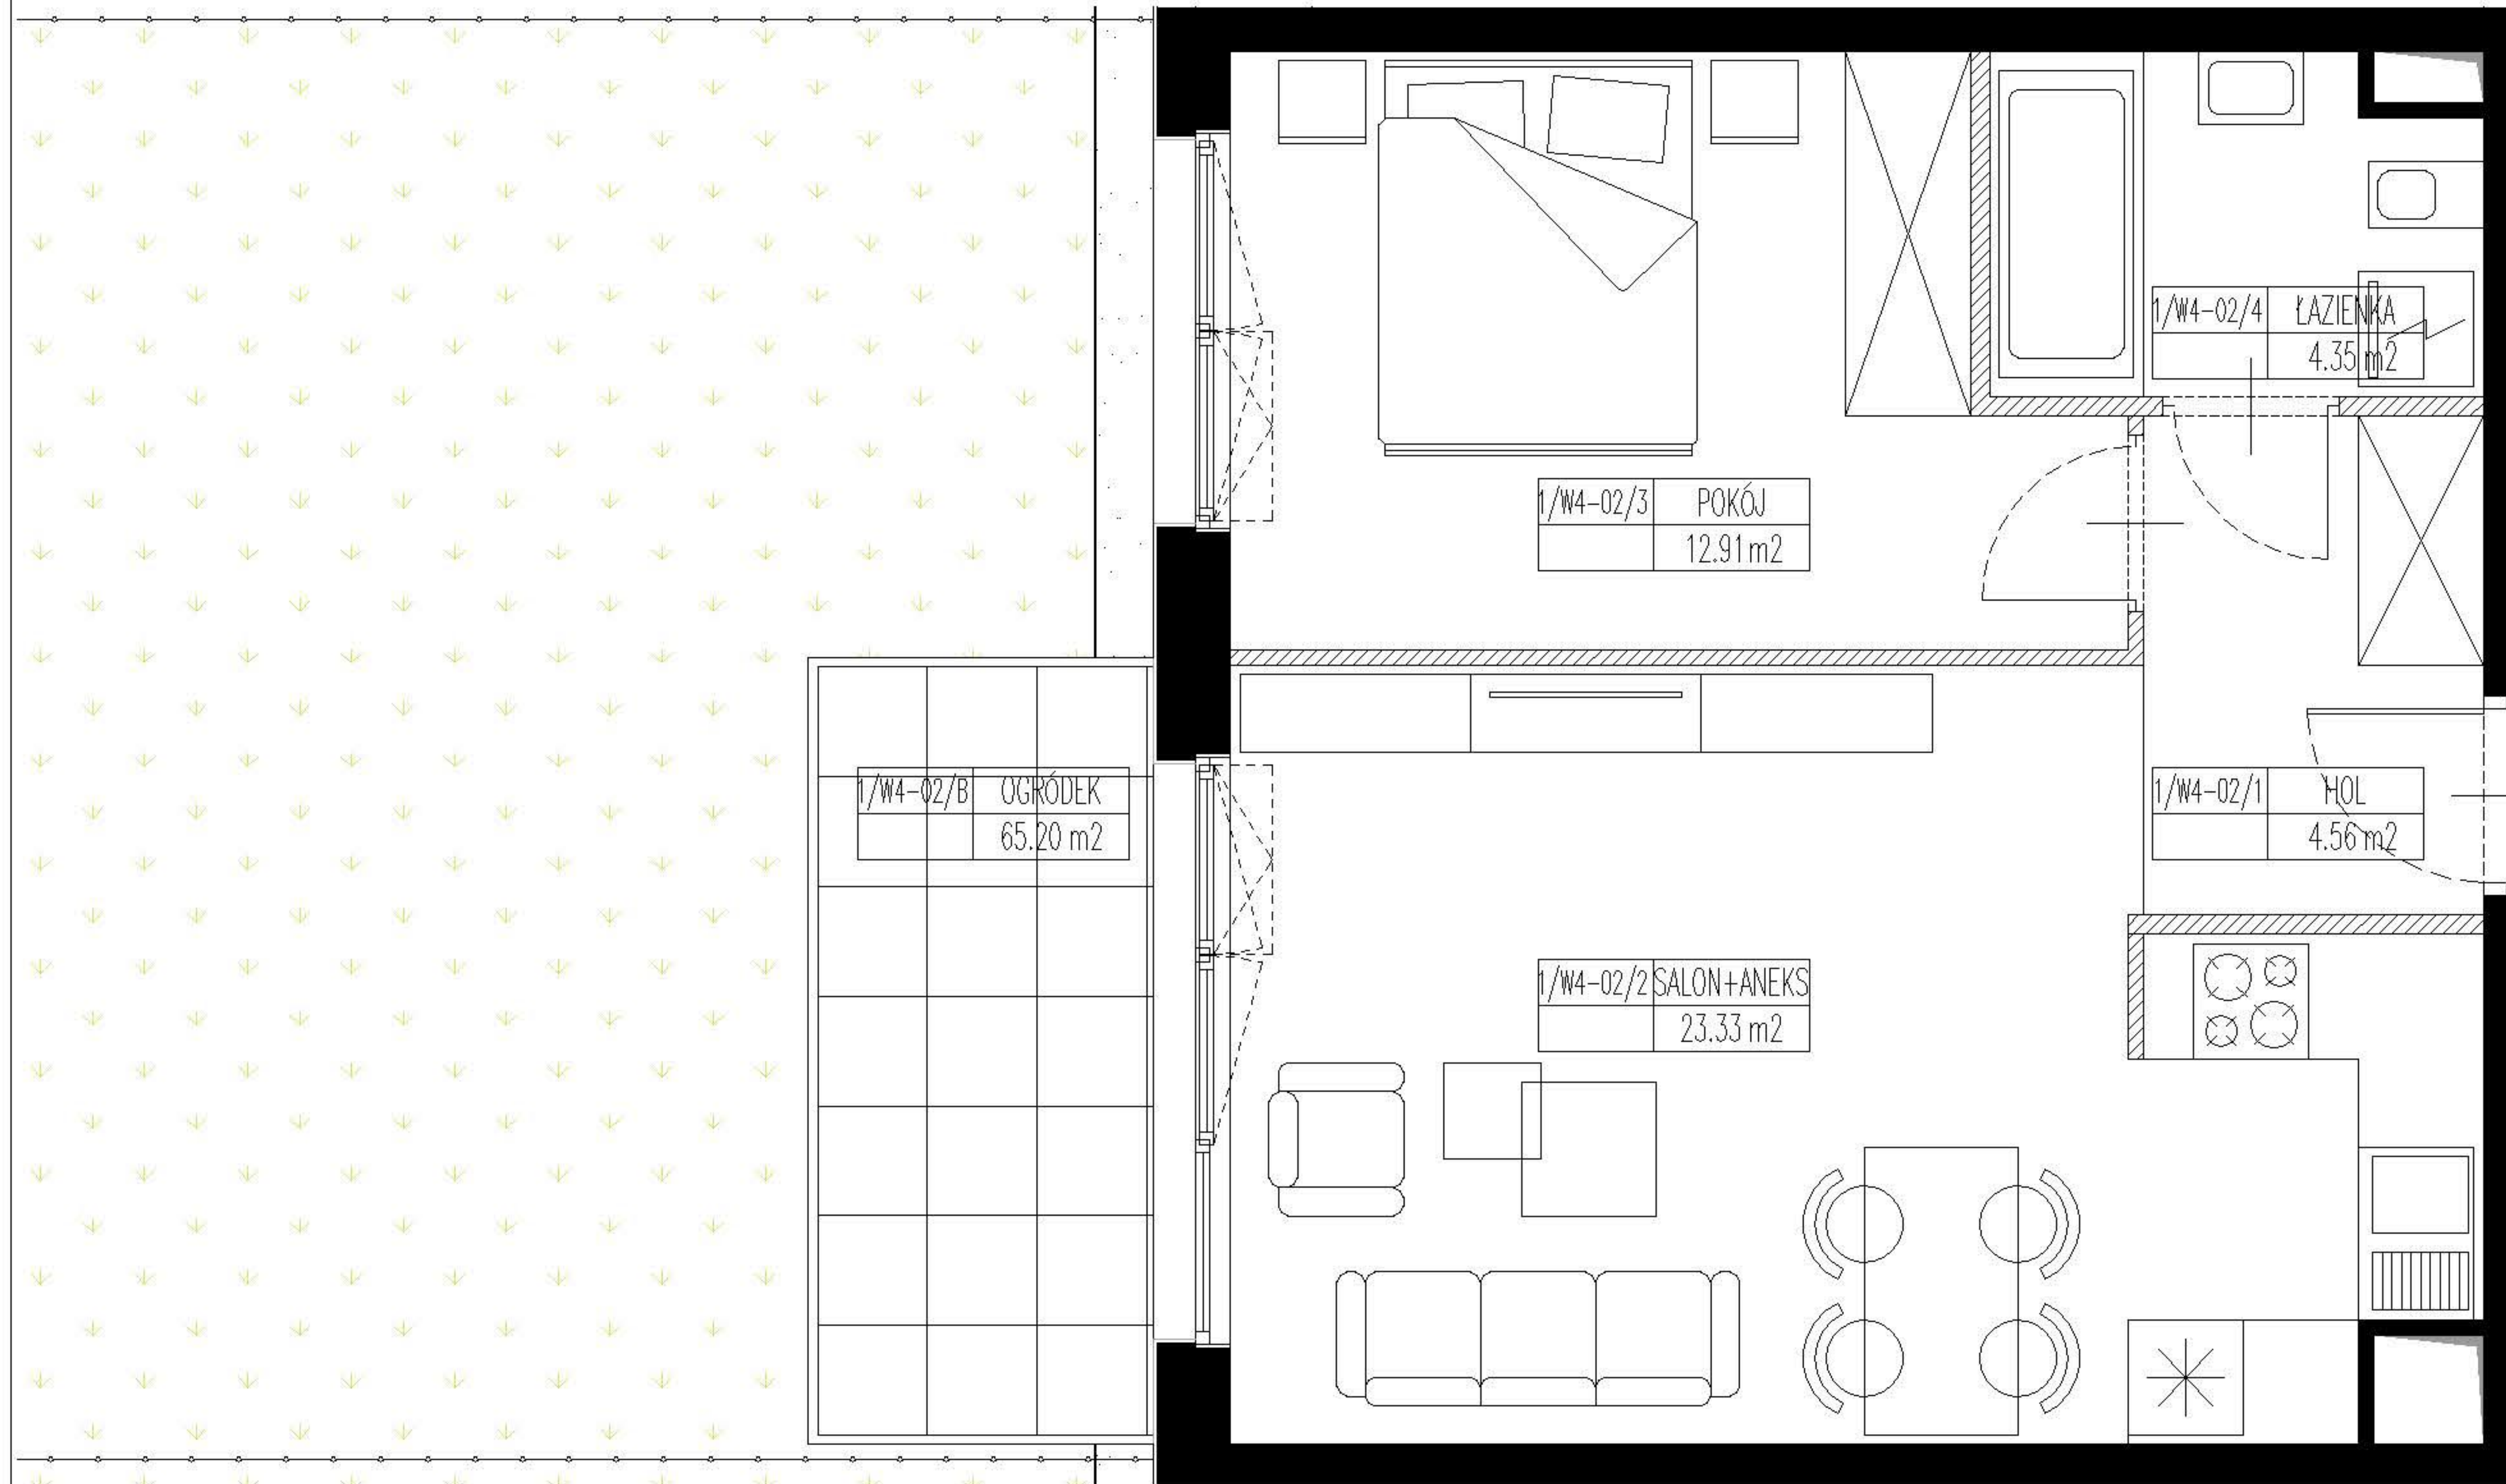 1/W4-02/4 ŁAZIENKA
4.35 m2
1/W4-02/3 POKÓJ
12.91 m2
1/W4-02/B OGRÓDEK
65.20 m2
1/W4-02/1 HOL
4.56 m2
1/W4-02/2 SALON+ANEKS
23.33 m2